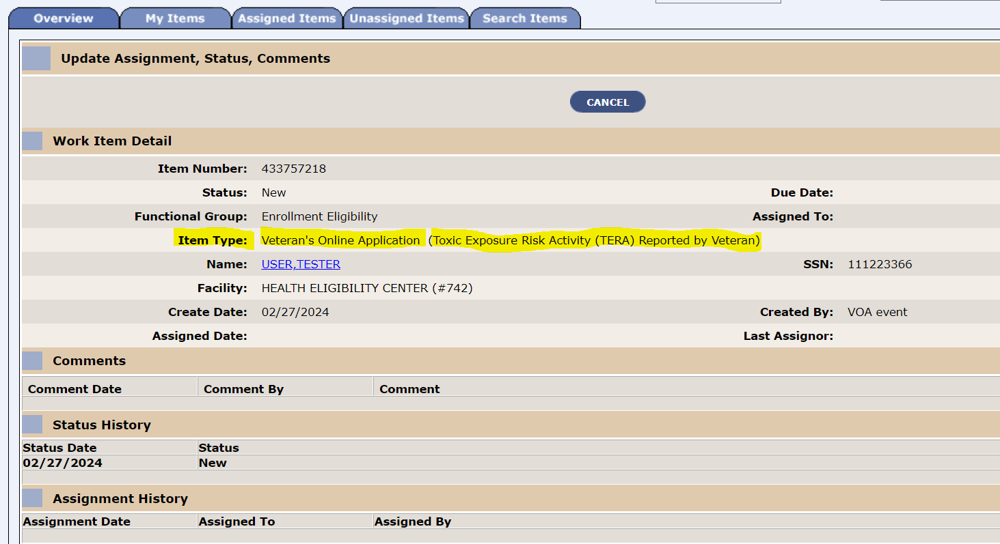 Overview My Items Assigned Items Unassigned Items Search Items
Update Assignment, Status, Comments
CANCEL
Work Item Detail
Item Number: 433757218
Status: New Due Date:
Functional Group: Enrollment Eligibility Assigned To:
Item Type: Veteran's Online Application (Toxic Exposure Risk Activity (TERA) Reported by Veteran)
Name: USER,TESTER SSN: 111223366
Facility: HEALTH ELIGIBILITY CENTER (#742)
Create Date: 02/27/2024 Created By: VOA event
Assigned Date: Last Assignor:
Comments
Comment Date Comment By Comment
Status History
Status Date Status
02/27/2024 New
Assignment History
Assignment Date Assigned To Assigned By